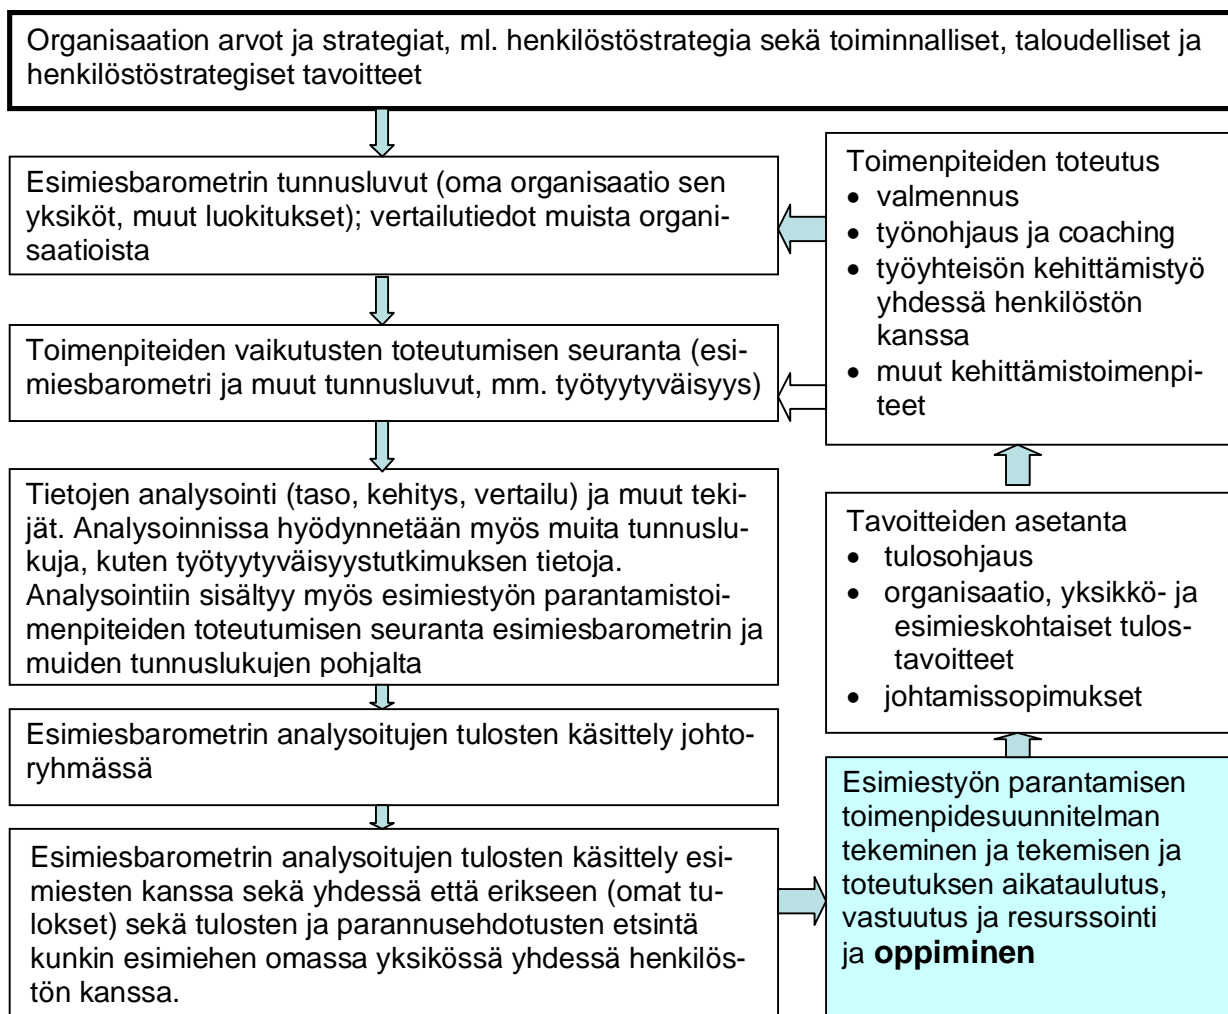 Organisaation arvot ja strategiat, ml. henkilöstöstrategia sekä toiminnalliset, taloudelliset ja
henkilöstöstrategiset tavoitteet
Esimiesbarometrin tunnusluvut (oma organisaatio sen
yksiköt, muut luokitukset); vertailutiedot muista organi-
saatioista
Toimenpiteiden vaikutusten toteutumisen seuranta (esi-
miesbarometri ja muut tunnusluvut, mm. työtyytyväisyys)
Tietojen analysointi (taso, kehitys, vertailu) ja muut teki-
jät. Analysoinnissa hyödynnetään myös muita tunnuslu-
kuja, kuten työtyytyväisyystutkimuksen tietoja.
Analysointiin sisältyy myös esimiestyön parantamistoi-
menpiteiden toteutumisen seuranta esimiesbarometrin ja
muiden tunnuslukujen pohjalta
Esimiesbarometrin analysoitujen tulosten käsittely johto-
ryhmässä
Esimiesbarometrin analysoitujen tulosten käsittely esi-
miesten kanssa sekä yhdessä että erikseen (omat tu-
lokset) sekä tulosten ja parannusehdotusten etsintä
kunkin esimiehen omassa yksikössä yhdessä henkilös-
tön kanssa.
Esimiestyön parantamisen
toimenpidesuunnitelman
tekeminen ja tekemisen ja
toteutuksen aikataulutus,
vastuutus ja resurssointi
ja oppiminen
Tavoitteiden asetanta
• tulosohjaus
• organisaatio, yksikkö- ja
esimieskohtaiset tulos-
tavoitteet
• johtamissopimukset
Toimenpiteiden toteutus
• valmennus
• työnohjaus ja coaching
• työyhteisön kehittämistyö
yhdessä henkilöstön
kanssa
• muut kehittämistoimenpi-
teet